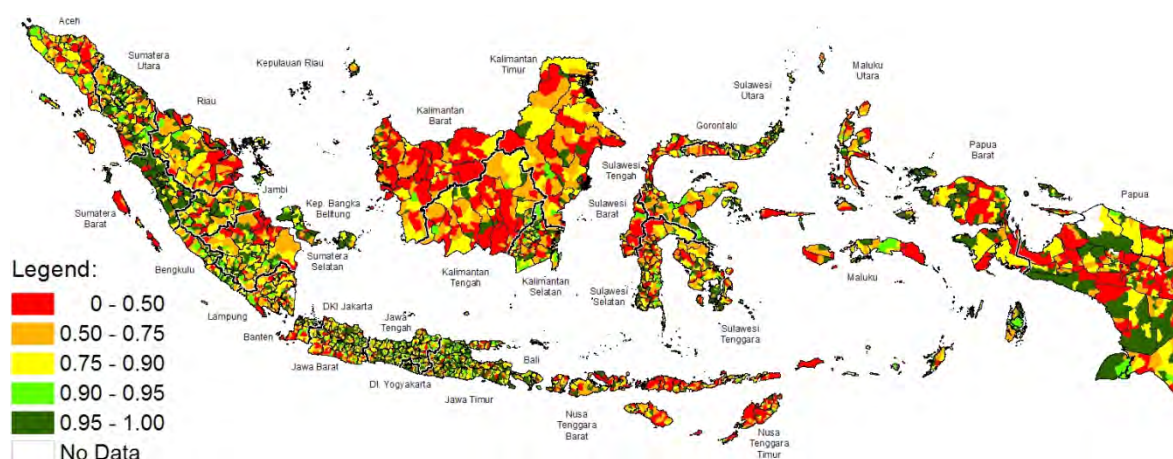 Aceh
Sumatera
Utara
Kepulauan Riau
Riau
Kalimantan
Timur
Kalimantan
Barat
Sulawesi
Utara
Maluku
Utara
Gorontalo
Papua
Barat
Papua
Sulawesi
Tengah
Jambi
Kep. Bangka
Belitung
Sulawesi
Barat
Sumatera
Barat
Sumatera
Selatan
Bengkulu
Kalimantan
Tengah
Kalimantan
Selatan
Sulawesi
Selatan
Maluku
Legend:
0 - 0.50
0.50 - 0.75
0.75 - 0.90
0.90 - 0.95
0.95 - 1.00
No Data
Lampung
DKI Jakarta
Jawa
Tengah
Sulawesi
Tenggara
Banten
Bali
Jawa Barat
DI. Yogyakarta
Jawa Timur
Nusa
Tenggara
Barat
Nusa
Tenggara
Timur